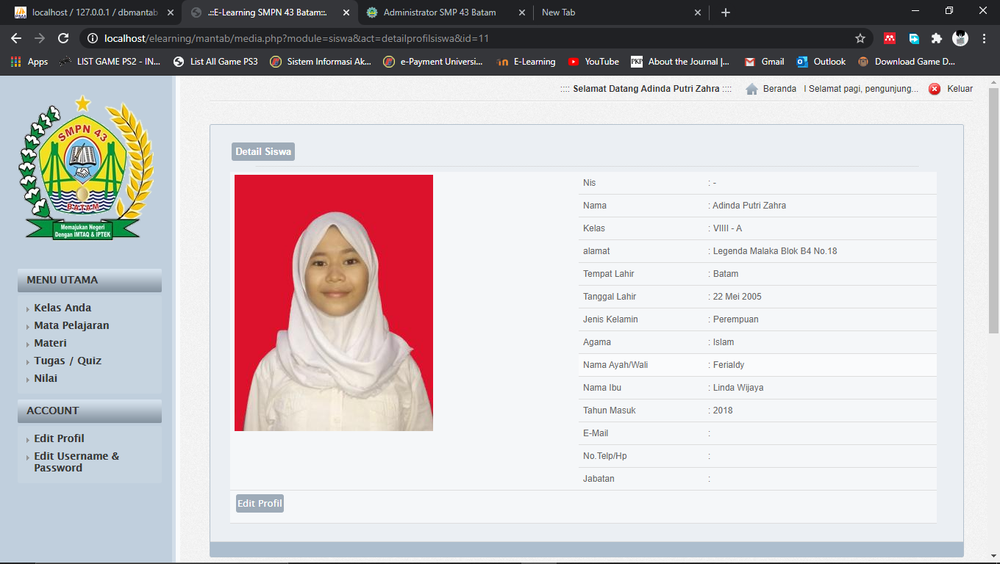 localhost / 127.0.0.1 / dbmantab
.::E-Learning SMPN 43 Batam::.
Administrator SMP 43 Batam
New Tab
localhost/elearning/mantab/media.php?module=siswa&act=detailprofilsiswa&id=11
Apps
LIST GAME PS2 - IN...
List All Game PS3
Sistem Informasi Ak...
e-Payment Universi...
E-Learning
YouTube
About the Journal |...
Gmail
Outlook
Download Game D...
:::: Selamat Datang Adinda Putri Zahra ::::
Beranda
I Selamat pagi, pengunjung...
Keluar
SMPN 43
BATAM
Memajukan Negeri
Dengan IMTAQ & IPTEK
MENU UTAMA
Kelas Anda
Mata Pelajaran
Materi
Tugas / Quiz
Nilai
ACCOUNT
Edit Profil
Edit Username &
Password
Detail Siswa
Nis : -
Nama : Adinda Putri Zahra
Kelas : VIIII - A
alamat : Legenda Malaka Blok B4 No.18
Tempat Lahir : Batam
Tanggal Lahir : 22 Mei 2005
Jenis Kelamin : Perempuan
Agama : Islam
Nama Ayah/Wali : Ferialdy
Nama Ibu : Linda Wijaya
Tahun Masuk : 2018
E-Mail :
No.Telp/Hp :
Jabatan :
Edit Profil